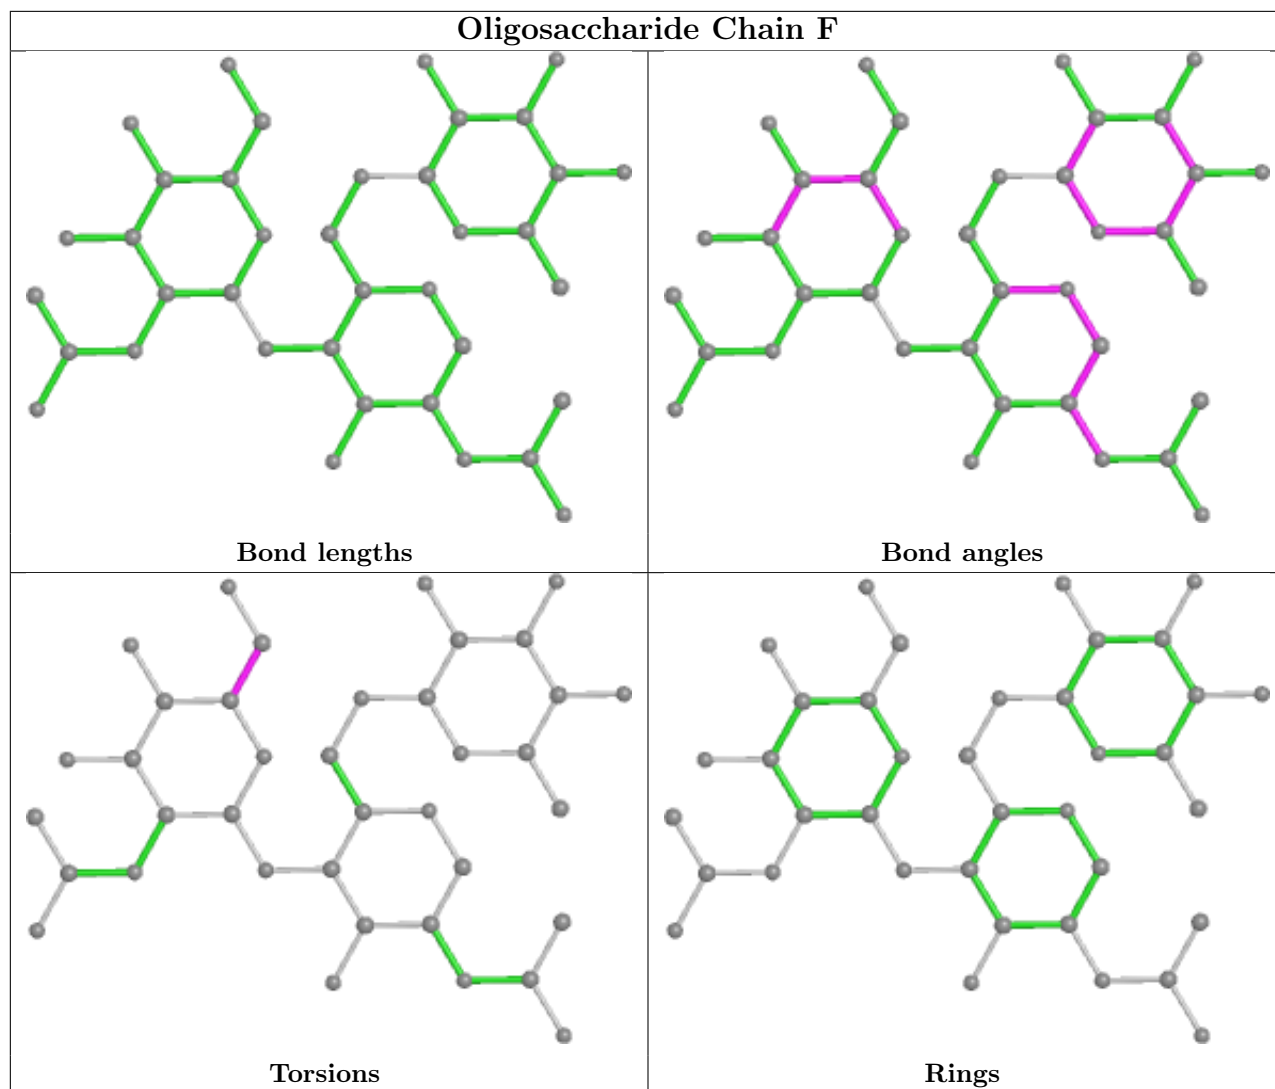 Oligosaccharide Chain F
Bond lengths
Bond angles
Torsions
Rings